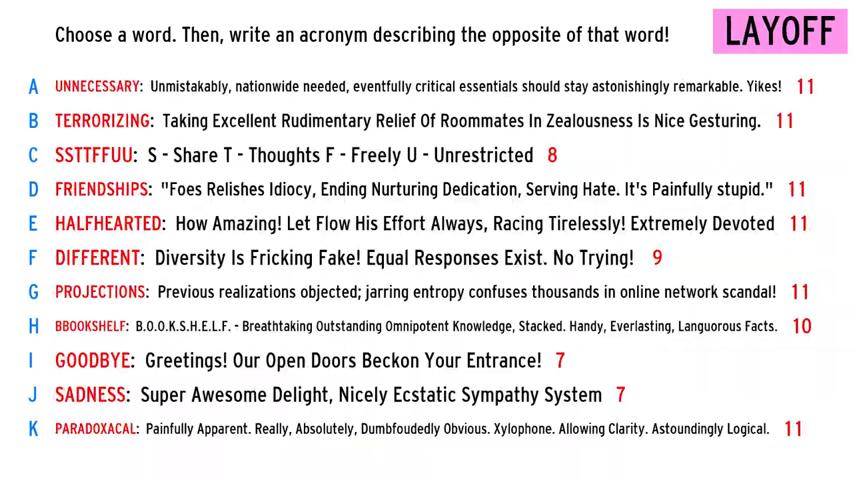 Choose a word. Then, write an acronym describing the opposite of that word! LAYOFF
A UNNECESSARY: Unmistakably, nationwide needed, eventfully critical essentials should stay astonishingly remarkable. Yikes! 11
B TERRORIZING: Taking Excellent Rudimentary Relief Of Roommates In Zealousness Is Nice Gesturing. 11
C SSTTFFUU: S - Share T - Thoughts F - Freely U - Unrestricted 8
D FRIENDSHIPS: "Foes Relishes Idiocy, Ending Nurturing Dedication, Serving Hate. It's Painfully stupid." 11
E HALFHEARTED: How Amazing! Let Flow His Effort Always, Racing Tirelessly! Extremely Devoted 11
F DIFFERENT: Diversity Is Fricking Fake! Equal Responses Exist. No Trying! 9
G PROJECTIONS: Previous realizations objected; jarring entropy confuses thousands in online network scandal! 11
H BBOOKSHELF: B.O.O.K.S.H.E.L.F. - Breathtaking Outstanding Omnipotent Knowledge, Stacked. Handy, Everlasting, Languorous Facts. 10
I GOODBYE: Greetings! Our Open Doors Beckon Your Entrance! 7
J SADNESS: Super Awesome Delight, Nicely Ecstatic Sympathy System 7
K PARADOXACAL: Painfully Apparent. Really, Absolutely, Dumbfoudedly Obvious. Xylophone. Allowing Clarity. Astoundingly Logical. 11